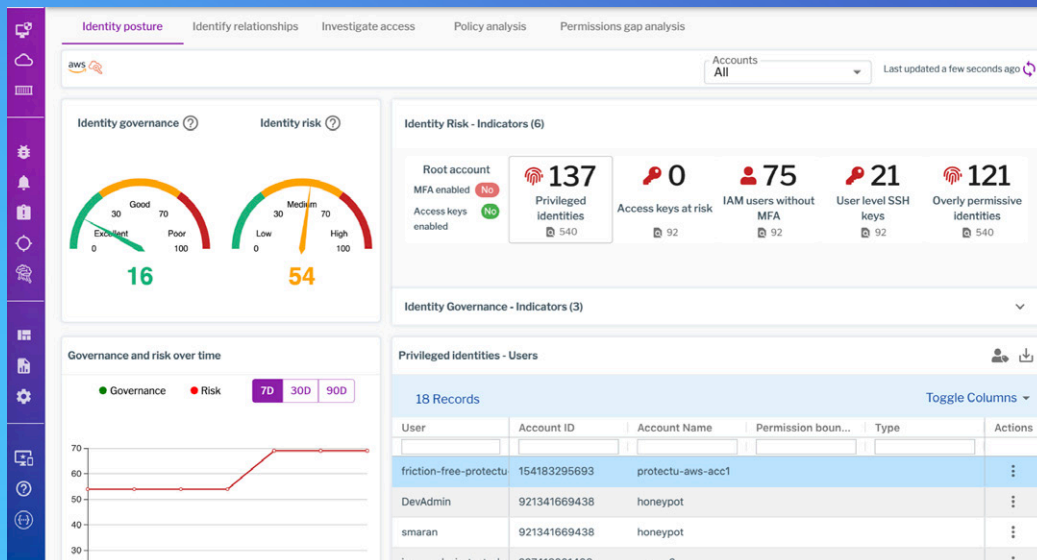 Identity posture
Identify relationships
Investigate access
Policy analysis
Permissions gap analysis
aws
Accounts
All
Last updated a few seconds ago
Identity governance ?
Identity risk ?
Good
30 70
Excellent Poor
0 100
16
Medium
30 70
Low High
0 100
54
Identity Risk - Indicators (6)
Root account
MFA enabled No
Access keys enabled No
137
Privileged
identities
540
0
Access keys at risk
92
75
IAM users without
MFA
92
21
User level SSH
keys
92
121
Overly permissive
identities
540
Identity Governance - Indicators (3)
Governance and risk over time
Governance Risk 7D 30D 90D
70
60
50
40
30
Privileged identities - Users
18 Records
Toggle Columns
User Account ID Account Name Permission boun... Type Actions
friction-free-protectu 154183295693 protectu-aws-acc1
DevAdmin 921341669438 honeypot
smaran 921341669438 honeypot